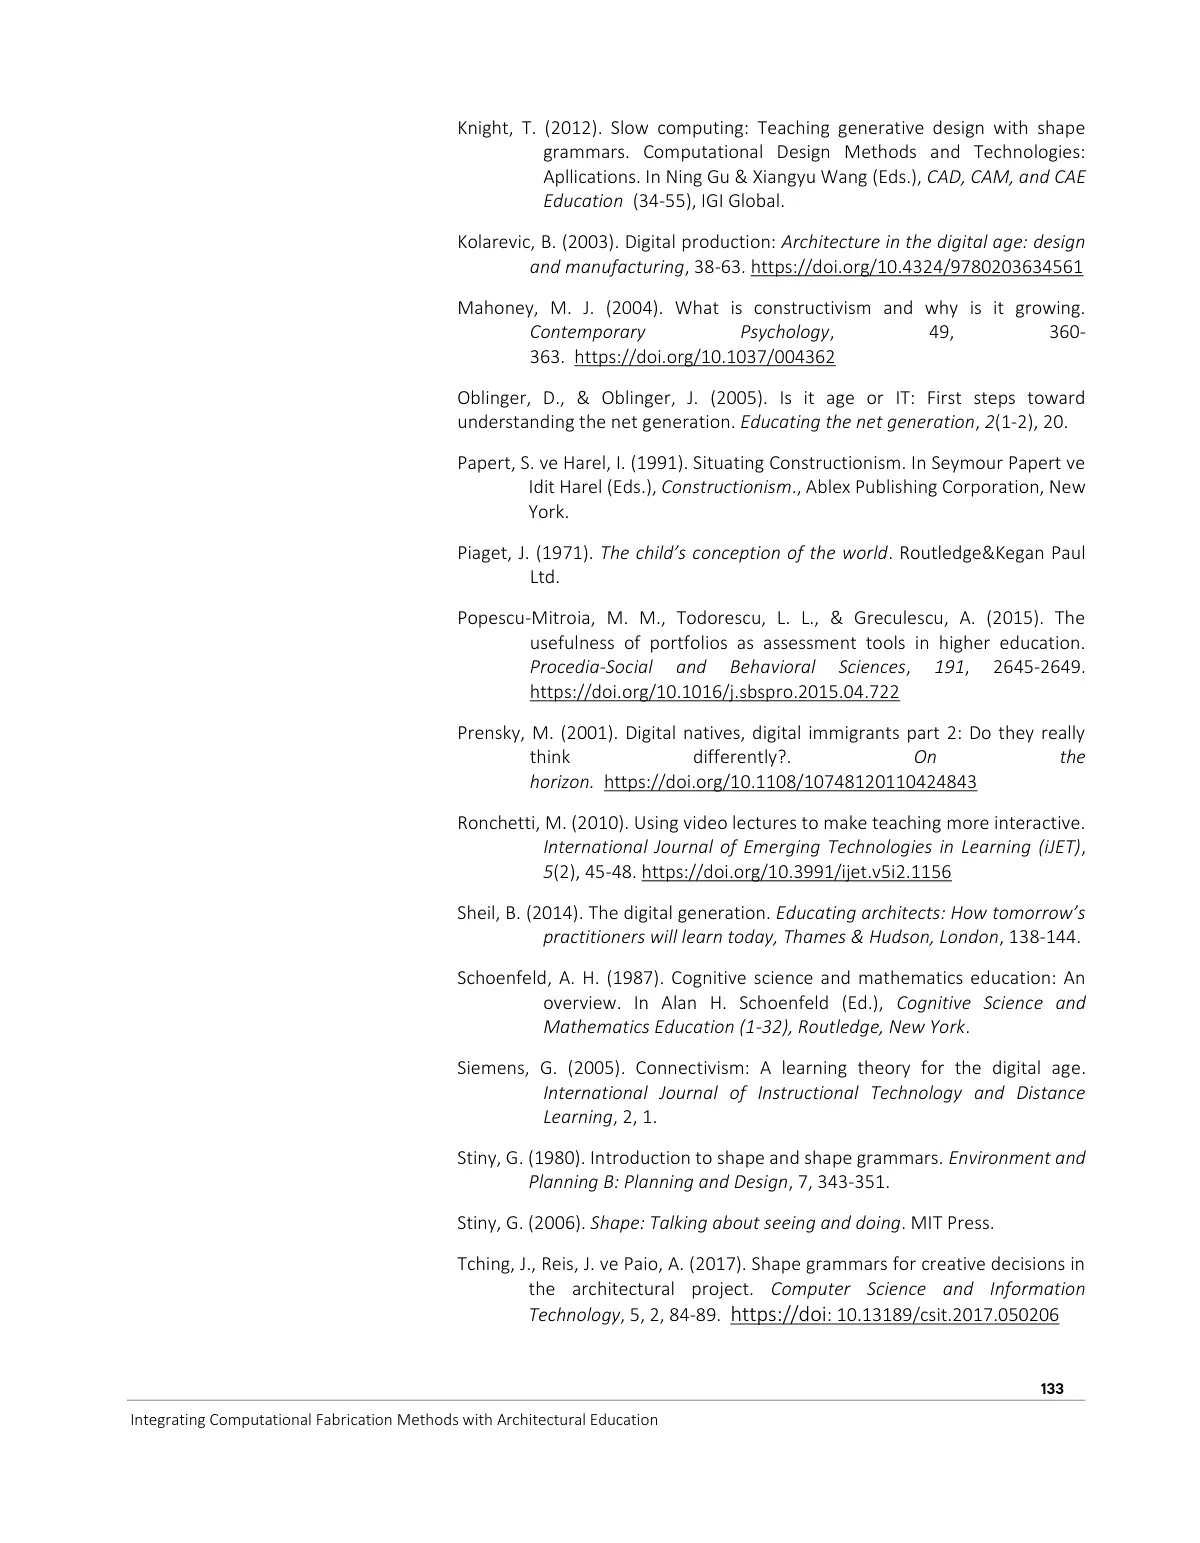 Knight, T. (2012). Slow computing: Teaching generative design with shape
grammars. Computational Design Methods and Technologies:
Apllications. In Ning Gu & Xiangyu Wang (Eds.), CAD, CAM, and CAE
Education (34-55), IGI Global.
Kolarevic, B. (2003). Digital production: Architecture in the digital age: design
and manufacturing, 38-63. https://doi.org/10.4324/9780203634561
Mahoney, M. J. (2004). What is constructivism and why is it growing.
Contemporary Psychology, 49, 360-
363. https://doi.org/10.1037/004362
Oblinger, D., & Oblinger, J. (2005). Is it age or IT: First steps toward
understanding the net generation. Educating the net generation, 2(1-2), 20.
Papert, S. ve Harel, I. (1991). Situating Constructionism. In Seymour Papert ve
Idit Harel (Eds.), Constructionism., Ablex Publishing Corporation, New
York.
Piaget, J. (1971). The child’s conception of the world. Routledge&Kegan Paul
Ltd.
Popescu-Mitroia, M. M., Todorescu, L. L., & Greculescu, A. (2015). The
usefulness of portfolios as assessment tools in higher education.
Procedia-Social and Behavioral Sciences, 191, 2645-2649.
https://doi.org/10.1016/j.sbspro.2015.04.722
Prensky, M. (2001). Digital natives, digital immigrants part 2: Do they really
think differently?. On the
horizon. https://doi.org/10.1108/10748120110424843
Ronchetti, M. (2010). Using video lectures to make teaching more interactive.
International Journal of Emerging Technologies in Learning (iJET),
5(2), 45-48. https://doi.org/10.3991/ijet.v5i2.1156
Sheil, B. (2014). The digital generation. Educating architects: How tomorrow’s
practitioners will learn today, Thames & Hudson, London, 138-144.
Schoenfeld, A. H. (1987). Cognitive science and mathematics education: An
overview. In Alan H. Schoenfeld (Ed.), Cognitive Science and
Mathematics Education (1-32), Routledge, New York.
Siemens, G. (2005). Connectivism: A learning theory for the digital age.
International Journal of Instructional Technology and Distance
Learning, 2, 1.
Stiny, G. (1980). Introduction to shape and shape grammars. Environment and
Planning B: Planning and Design, 7, 343-351.
Stiny, G. (2006). Shape: Talking about seeing and doing. MIT Press.
Tching, J., Reis, J. ve Paio, A. (2017). Shape grammars for creative decisions in
the architectural project. Computer Science and Information
Technology, 5, 2, 84-89. https://doi: 10.13189/csit.2017.050206
133
Integrating Computational Fabrication Methods with Architectural Education